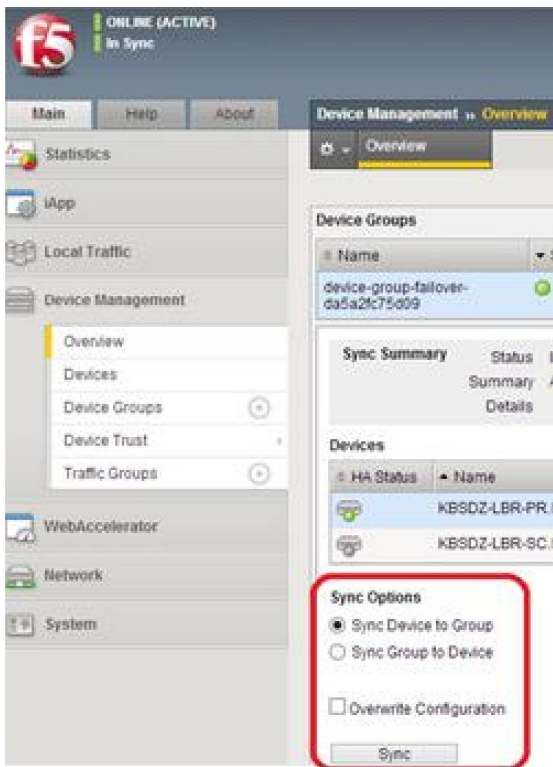 f5
ONLINE (ACTIVE)
In Sync
Main
Help
About
Device Management ›› Overview
Overview
Statistics
iApp
Local Traffic
Device Management
Overview
Devices
Device Groups
Device Trust
Traffic Groups
WebAccelerator
Network
System
Device Groups
Name
device-group-failover-
da5a2fc75d09
Sync Summary
Status
Summary
Details
Devices
HA Status
Name
KBSDZ-LBR-PR.
KBSDZ-LBR-SC.
Sync Options
Sync Device to Group
Sync Group to Device
Overwrite Configuration
Sync